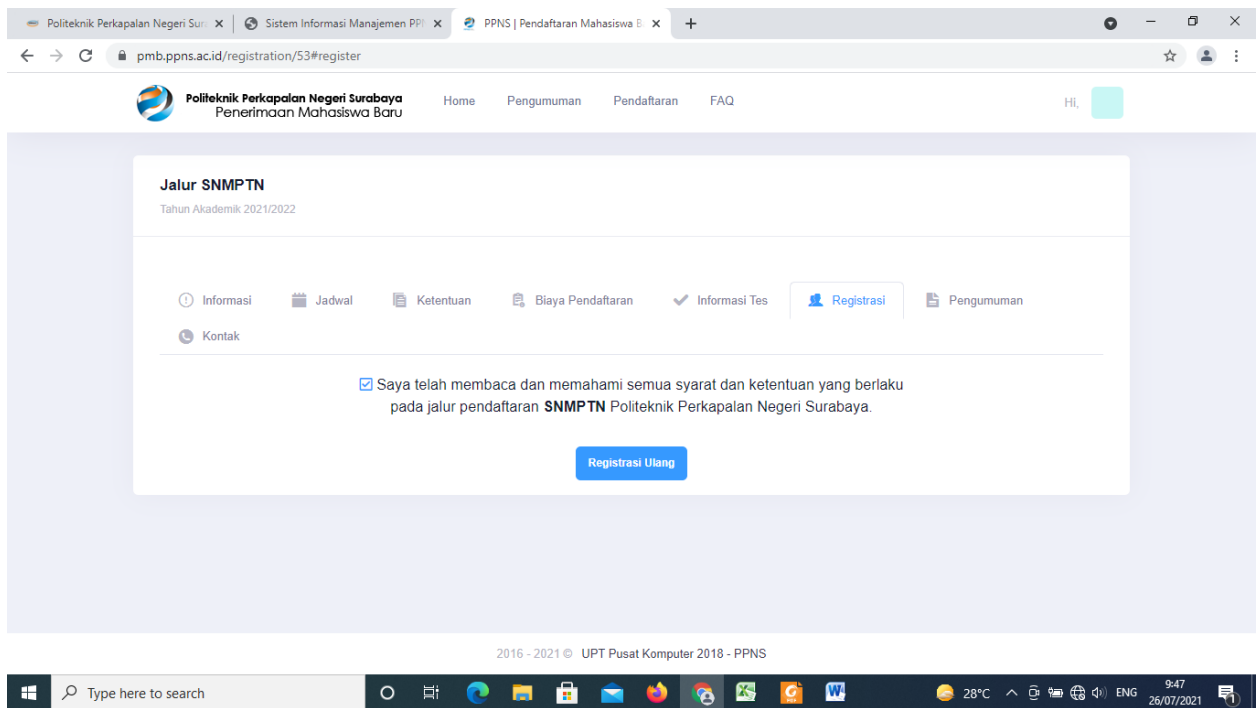 Politeknik Perkapalan Negeri Sur
Sistem Informasi Manajemen PPN
PPNS | Pendaftaran Mahasiswa B
pmb.ppns.ac.id/registration/53#register
Politeknik Perkapalan Negeri Surabaya
Penerimaan Mahasiswa Baru
Home
Pengumuman
Pendaftaran
FAQ
Hi,
Jalur SNMPTN
Tahun Akademik 2021/2022
Informasi
Jadwal
Ketentuan
Biaya Pendaftaran
Informasi Tes
Registrasi
Pengumuman
Kontak
Saya telah membaca dan memahami semua syarat dan ketentuan yang berlaku
pada jalur pendaftaran SNMPTN Politeknik Perkapalan Negeri Surabaya.
Registrasi Ulang
2016 - 2021 © UPT Pusat Komputer 2018 - PPNS
Type here to search
28°C
ENG
9:47
26/07/2021